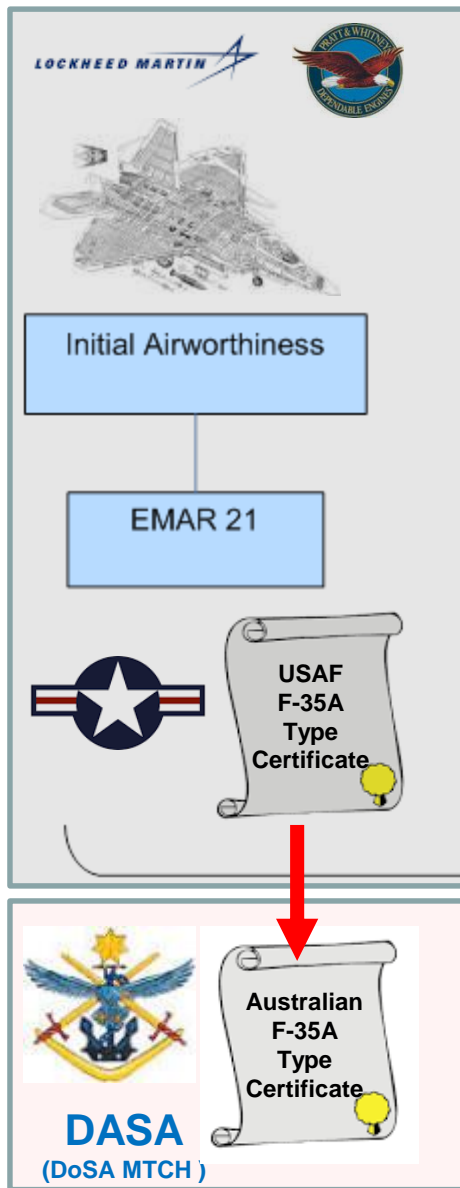 LOCKHEED MARTIN
PRATT & WHITNEY
DEPENDABLE ENGINES
Initial Airworthiness
EMAR 21
USAF
F-35A
Type
Certificate
Australian
F-35A
Type
Certificate
DASA
(DoSA MTCH )